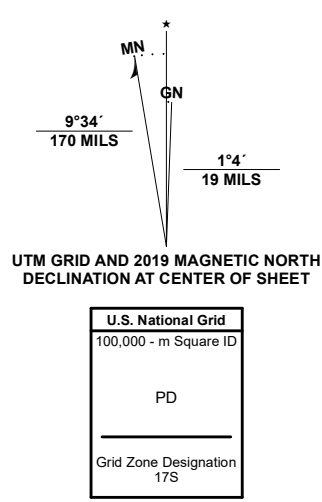 ★
MN
GN
9°34´
170 MILS
1°4´
19 MILS
UTM GRID AND 2019 MAGNETIC NORTH
DECLINATION AT CENTER OF SHEET
U.S. National Grid
100,000 - m Square ID
PD
Grid Zone Designation
17S